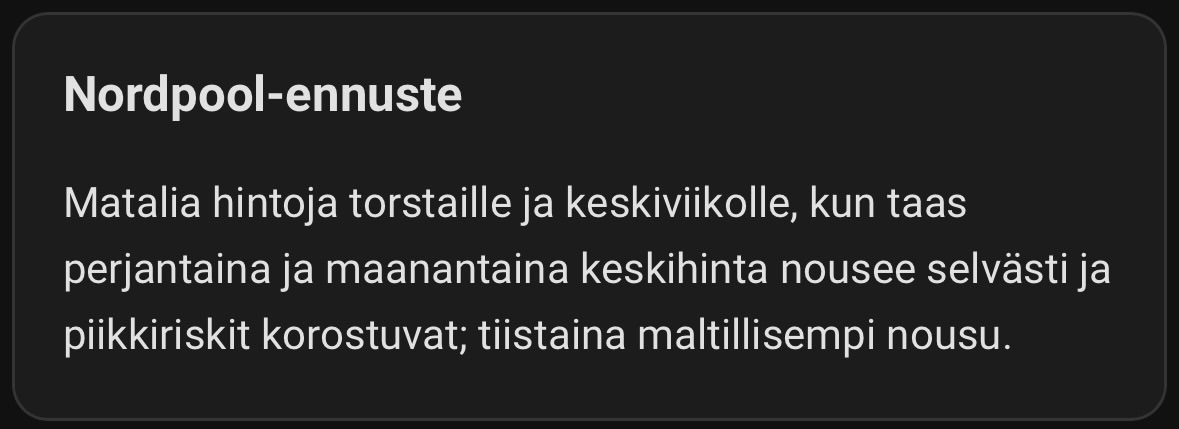 Nordpool-ennuste
Matalia hintoja torstaille ja keskiviikolle, kun taas
perjantaina ja maanantaina keskihinta nousee selvästi ja
piikkiriskit korostuvat; tiistaina maltillisempi nousu.